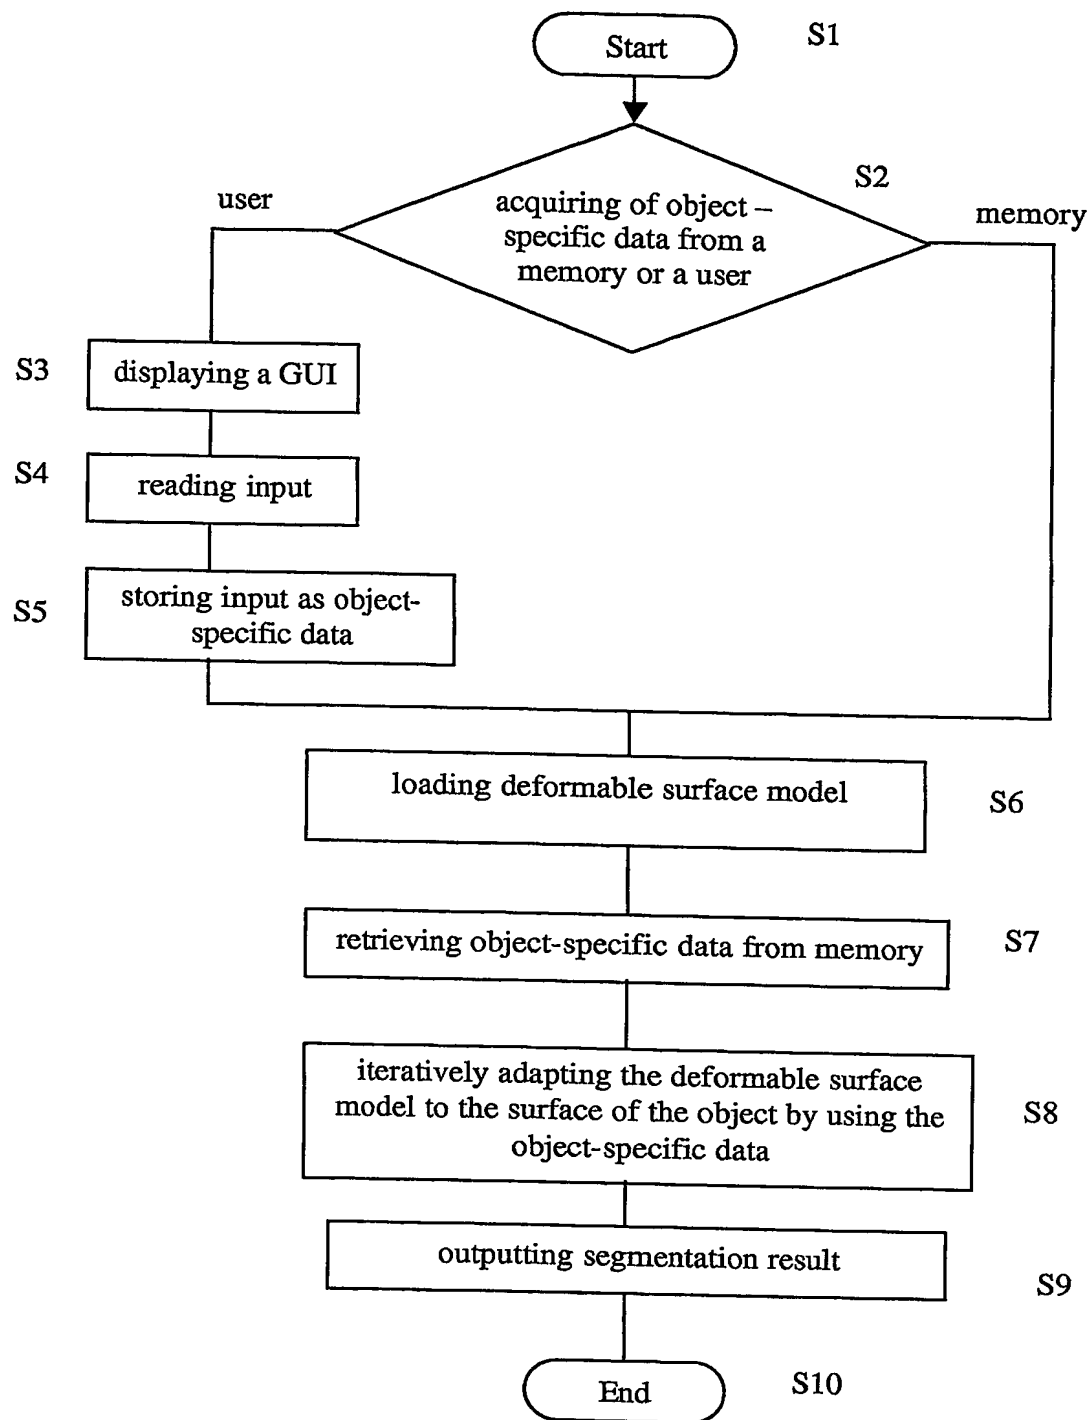 Start
S1
S2
user
memory
acquiring of object –
specific data from a
memory or a user
S3
displaying a GUI
S4
reading input
S5
storing input as object-
specific data
loading deformable surface model
S6
retrieving object-specific data from memory
S7
iteratively adapting the deformable surface
model to the surface of the object by using the
object-specific data
S8
outputting segmentation result
S9
End
S10